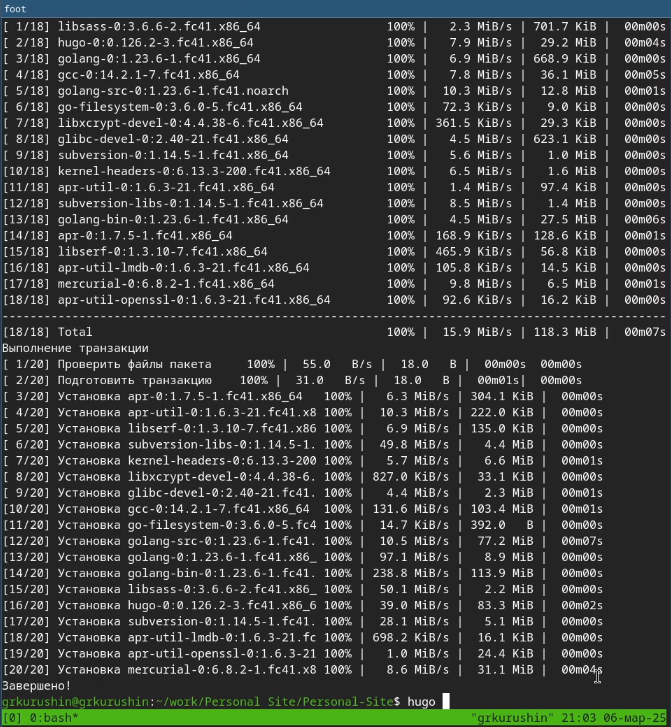 foot
[ 1/18] libsass-0:3.6.6-2.fc41.x86_64 100% | 2.3 MiB/s | 701.7 KiB | 00m00s
[ 2/18] hugo-0:0.126.2-3.fc41.x86_64 100% | 7.9 MiB/s | 29.2 MiB | 00m04s
[ 3/18] golang-0:1.23.6-1.fc41.x86_64 100% | 6.9 MiB/s | 668.9 KiB | 00m00s
[ 4/18] gcc-0:14.2.1-7.fc41.x86_64 100% | 7.8 MiB/s | 36.1 MiB | 00m05s
[ 5/18] golang-src-0:1.23.6-1.fc41.noarch 100% | 10.3 MiB/s | 12.8 MiB | 00m01s
[ 6/18] go-filesystem-0:3.6.0-5.fc41.x86_64 100% | 72.3 KiB/s | 9.0 KiB | 00m00s
[ 7/18] libxcrypt-devel-0:4.4.38-6.fc41.x86_64 100% | 361.5 KiB/s | 29.3 KiB | 00m00s
[ 8/18] glibc-devel-0:2.40-21.fc41.x86_64 100% | 4.5 MiB/s | 623.1 KiB | 00m00s
[ 9/18] subversion-0:1.14.5-1.fc41.x86_64 100% | 5.6 MiB/s | 1.0 MiB | 00m00s
[10/18] kernel-headers-0:6.13.3-200.fc41.x86_64 100% | 6.5 MiB/s | 1.6 MiB | 00m00s
[11/18] apr-util-0:1.6.3-21.fc41.x86_64 100% | 1.4 MiB/s | 97.4 KiB | 00m00s
[12/18] subversion-libs-0:1.14.5-1.fc41.x86_64 100% | 8.5 MiB/s | 1.4 MiB | 00m00s
[13/18] golang-bin-0:1.23.6-1.fc41.x86_64 100% | 4.5 MiB/s | 27.5 MiB | 00m06s
[14/18] apr-0:1.7.5-1.fc41.x86_64 100% | 168.9 KiB/s | 128.6 KiB | 00m01s
[15/18] libserf-0:1.3.10-7.fc41.x86_64 100% | 465.9 KiB/s | 56.8 KiB | 00m00s
[16/18] apr-util-lmdb-0:1.6.3-21.fc41.x86_64 100% | 105.8 KiB/s | 14.5 KiB | 00m00s
[17/18] mercurial-0:6.8.2-1.fc41.x86_64 100% | 9.8 MiB/s | 6.5 MiB | 00m01s
[18/18] apr-util-openssl-0:1.6.3-21.fc41.x86_64 100% | 92.6 KiB/s | 16.2 KiB | 00m00s
--------------------------------------------------------------------------------
[18/18] Total 100% | 15.9 MiB/s | 118.3 MiB | 00m07s
Выполнение транзакции
[ 1/20] Проверить файлы пакета 100% | 55.0 B/s | 18.0 B | 00m00s 00m00s
[ 2/20] Подготовить транзакцию 100% | 31.0 B/s | 18.0 B | 00m01s| 00m00s
[ 3/20] Установка apr-0:1.7.5-1.fc41.x86_64 100% | 6.3 MiB/s | 304.1 KiB | 00m00s
[ 4/20] Установка apr-util-0:1.6.3-21.fc41.x8 100% | 10.3 MiB/s | 222.0 KiB | 00m00s
[ 5/20] Установка libserf-0:1.3.10-7.fc41.x86 100% | 6.9 MiB/s | 135.0 KiB | 00m00s
[ 6/20] Установка subversion-libs-0:1.14.5-1. 100% | 49.8 MiB/s | 4.4 MiB | 00m00s
[ 7/20] Установка kernel-headers-0:6.13.3-200 100% | 5.7 MiB/s | 6.6 MiB | 00m01s
[ 8/20] Установка libxcrypt-devel-0:4.4.38-6. 100% | 827.0 KiB/s | 33.1 KiB | 00m00s
[ 9/20] Установка glibc-devel-0:2.40-21.fc41. 100% | 4.4 MiB/s | 2.3 MiB | 00m01s
[10/20] Установка gcc-0:14.2.1-7.fc41.x86_64 100% | 131.6 MiB/s | 103.4 MiB | 00m01s
[11/20] Установка go-filesystem-0:3.6.0-5.fc4 100% | 14.7 KiB/s | 392.0 B | 00m00s
[12/20] Установка golang-src-0:1.23.6-1.fc41. 100% | 10.5 MiB/s | 77.2 MiB | 00m07s
[13/20] Установка golang-0:1.23.6-1.fc41.x86_ 100% | 97.1 MiB/s | 8.9 MiB | 00m00s
[14/20] Установка golang-bin-0:1.23.6-1.fc41. 100% | 238.8 MiB/s | 113.9 MiB | 00m00s
[15/20] Установка libsass-0:3.6.6-2.fc41.x86_ 100% | 50.1 MiB/s | 2.2 MiB | 00m00s
[16/20] Установка hugo-0:0.126.2-3.fc41.x86_6 100% | 39.0 MiB/s | 83.3 MiB | 00m02s
[17/20] Установка subversion-0:1.14.5-1.fc41. 100% | 28.1 MiB/s | 5.1 MiB | 00m00s
[18/20] Установка apr-util-lmdb-0:1.6.3-21.fc 100% | 698.2 KiB/s | 16.1 KiB | 00m00s
[19/20] Установка apr-util-openssl-0:1.6.3-21 100% | 1.0 MiB/s | 24.4 KiB | 00m00s
[20/20] Установка mercurial-0:6.8.2-1.fc41.x8 100% | 8.6 MiB/s | 31.1 MiB | 00m04s
Завершено!
grkurushin@grkurushin:~/work/Personal Site/Personal-Site$ hugo
[0] 0:bash* "grkurushin" 21:03 06-мар-25